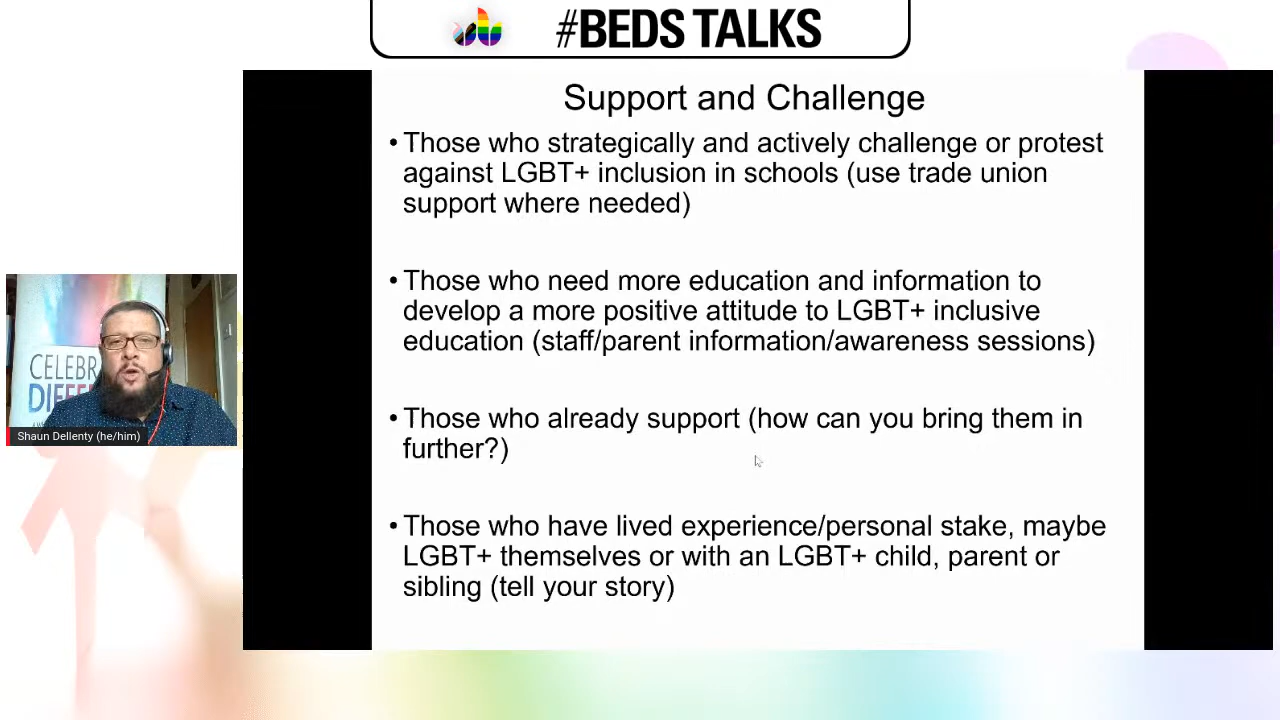 #BEDS TALKS
Support and Challenge
• Those who strategically and actively challenge or protest
against LGBT+ inclusion in schools (use trade union
support where needed)
• Those who need more education and information to
develop a more positive attitude to LGBT+ inclusive
education (staff/parent information/awareness sessions)
• Those who already support (how can you bring them in
further?)
• Those who have lived experience/personal stake, maybe
LGBT+ themselves or with an LGBT+ child, parent or
sibling (tell your story)
CELEBR
DIFFE
Shaun Dellenty (he/him)